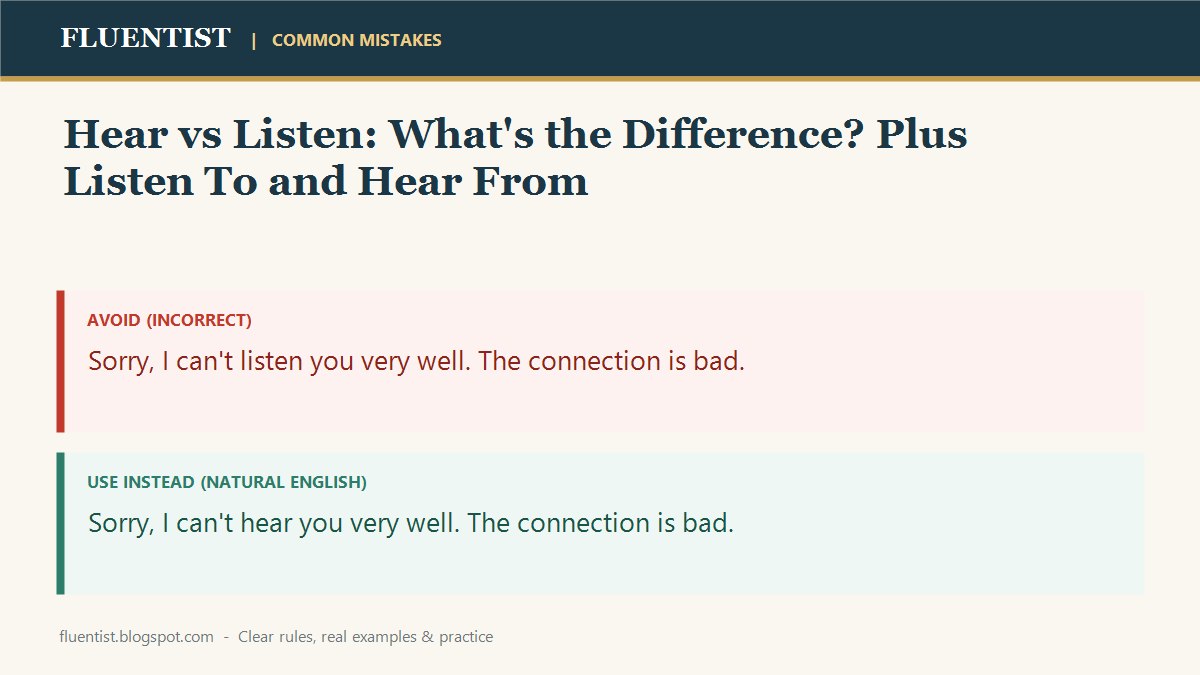 FLUENTIST | COMMON MISTAKES
Hear vs Listen: What's the Difference? Plus
Listen To and Hear From
AVOID (INCORRECT)
Sorry, I can't listen you very well. The connection is bad.
USE INSTEAD (NATURAL ENGLISH)
Sorry, I can't hear you very well. The connection is bad.
fluentist.blogspot.com - Clear rules, real examples & practice